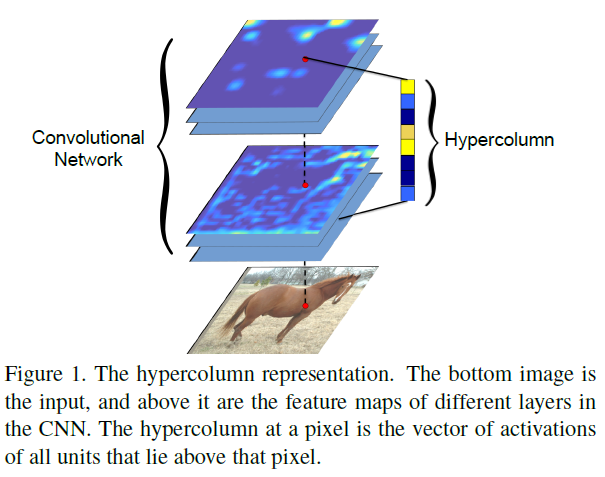 Convolutional
Network
Hypercolumn
Figure 1. The hypercolumn representation. The bottom image is
the input, and above it are the feature maps of different layers in
the CNN. The hypercolumn at a pixel is the vector of activations
of all units that lie above that pixel.